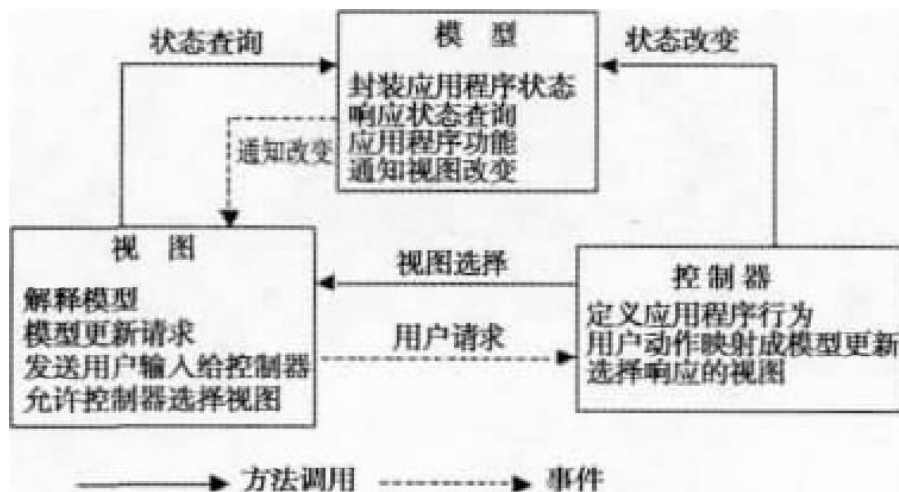 状态查询
模 型
状态改变
封装应用程序状态
响应状态查询
应用程序功能
通知视图改变
通知改变
视 图
解释模型
模型更新请求
发送用户输入给控制器
允许控制器选择视图
视图选择
用户请求
控 制 器
定义应用程序行为
用户动作映射成模型更新
选择响应的视图
方法调用
事件